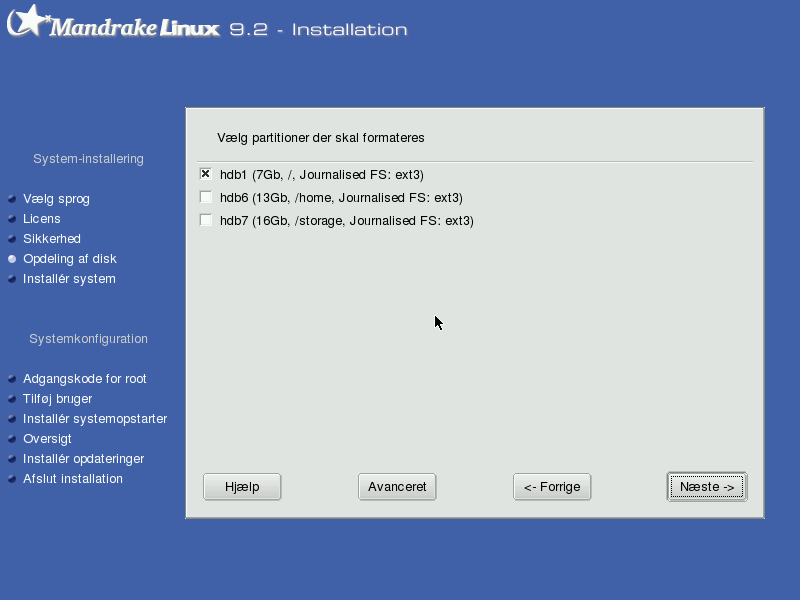 Mandrake Linux 9.2 - Installation
System-installering
Vælg sprog
Licens
Sikkerhed
Opdeling af disk
Installér system
Systemkonfiguration
Adgangskode for root
Tilføj bruger
Installér systemopstarter
Oversigt
Installér opdateringer
Afslut installation
Vælg partitioner der skal formateres
hdb1 (7Gb, /, Journalised FS: ext3)
hdb6 (13Gb, /home, Journalised FS: ext3)
hdb7 (16Gb, /storage, Journalised FS: ext3)
Hjælp
Avanceret
<- Forrige
Næste ->